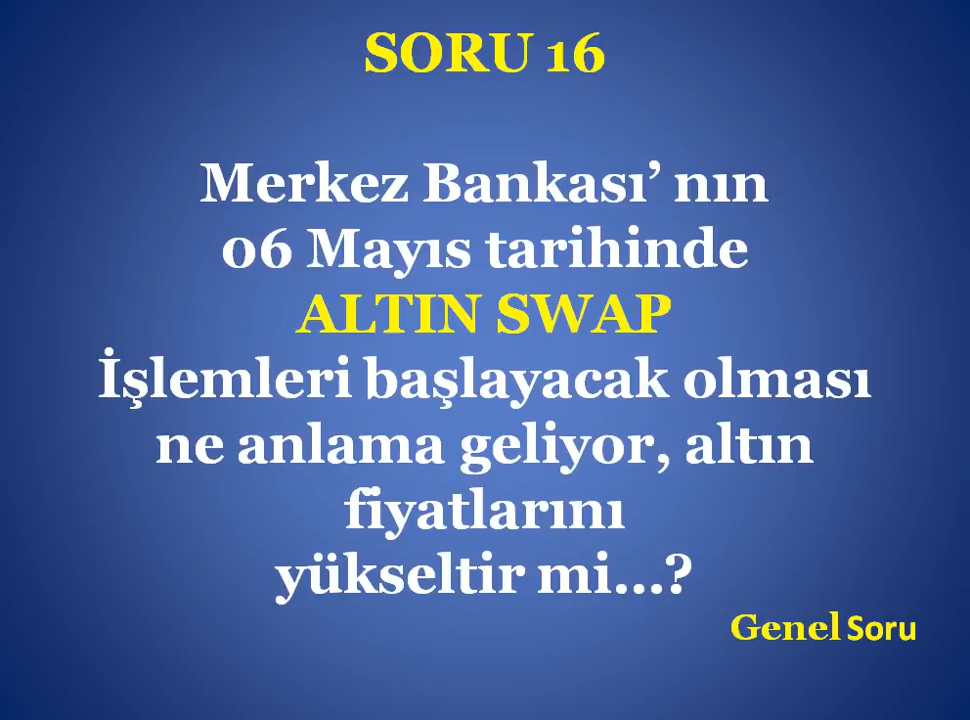 SORU 16
Merkez Bankası’ nın
06 Mayıs tarihinde
ALTIN SWAP
İşlemleri başlayacak olması
ne anlama geliyor, altın
fiyatlarını
yükseltir mi...?
Genel Soru